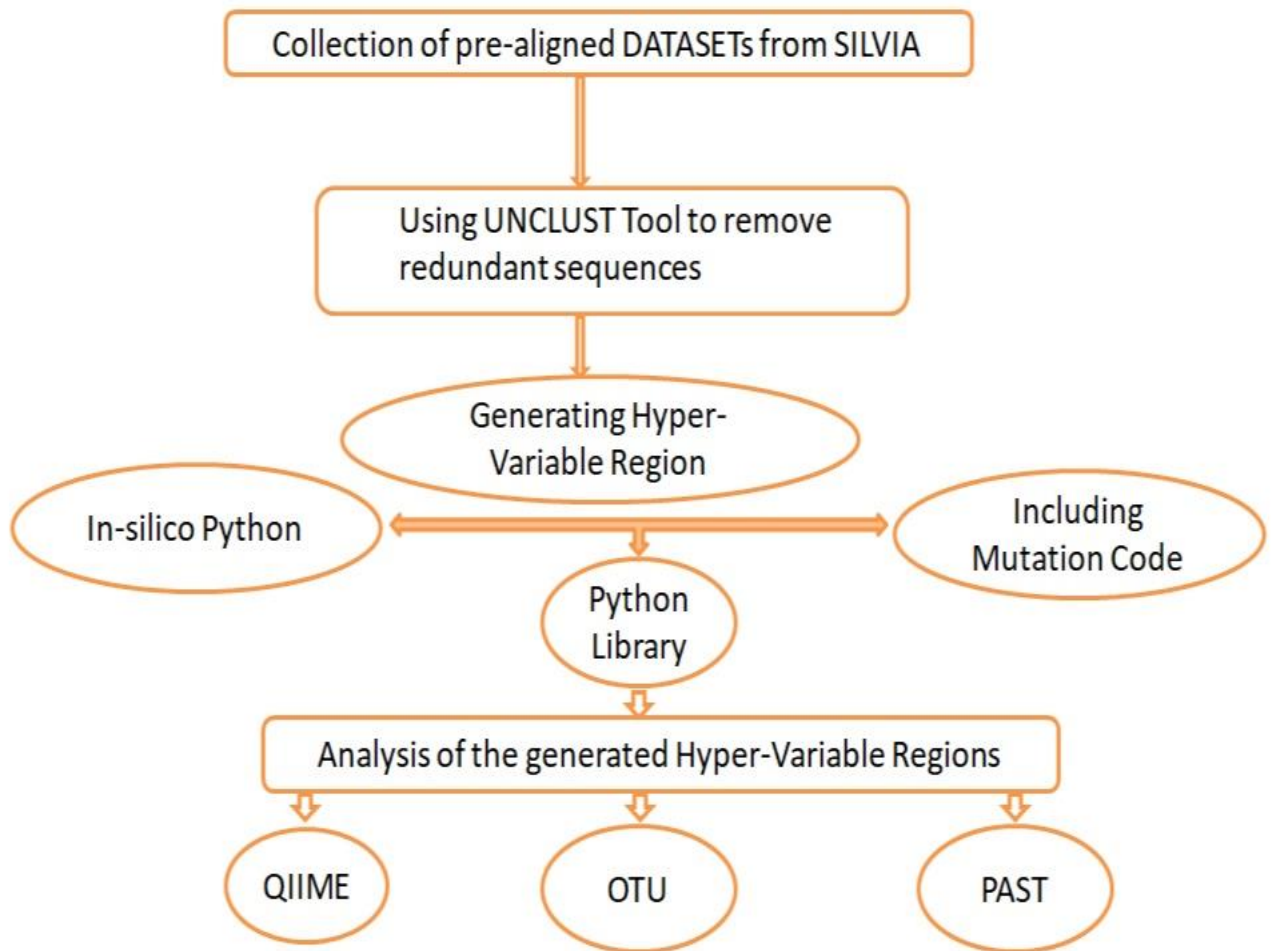 Collection of pre-aligned DATASETs from SILVIA
Using UNCLUST Tool to remove
redundant sequences
Generating Hyper-
Variable Region
In-silico Python
Including
Mutation Code
Python
Library
Analysis of the generated Hyper-Variable Regions
QIIME
OTU
PAST